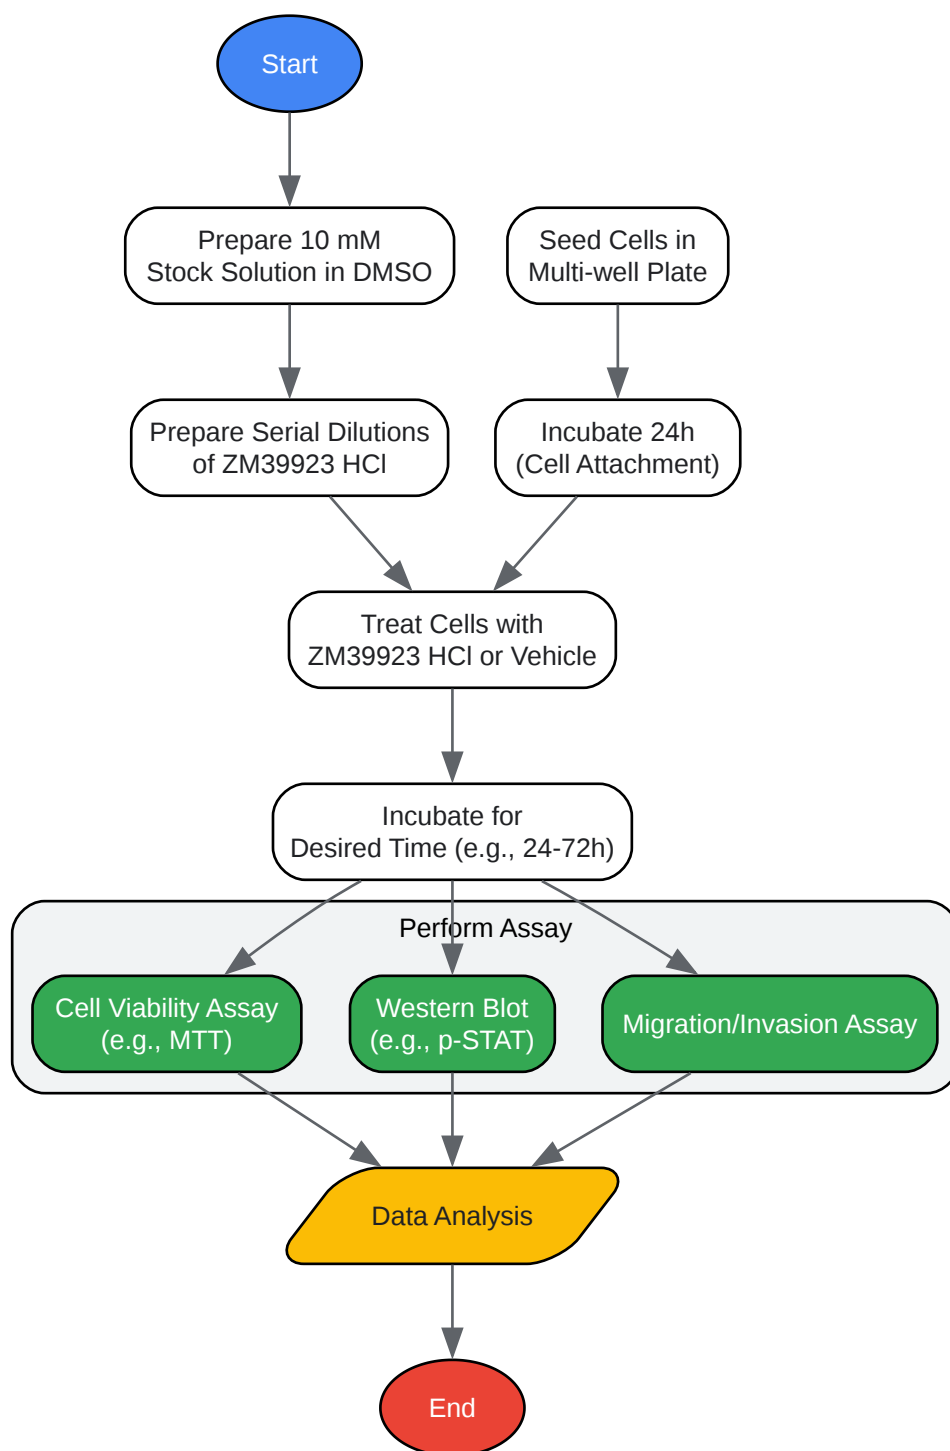 Start
Prepare 10 mM
Stock Solution in DMSO
Seed Cells in
Multi-well Plate
Prepare Serial Dilutions
of ZM39923 HCl
Incubate 24h
(Cell Attachment)
Treat Cells with
ZM39923 HCl or Vehicle
Incubate for
Desired Time (e.g., 24-72h)
Perform Assay
Cell Viability Assay
(e.g., MTT)
Western Blot
(e.g., p-STAT)
Migration/Invasion Assay
Data Analysis
End